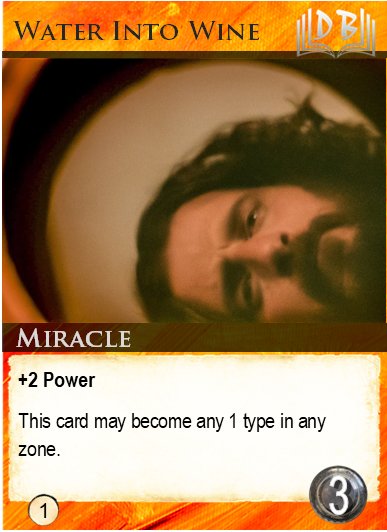 Water Into Wine
DB
Miracle
+2 Power
This card may become any 1 type in any
zone.
1
3